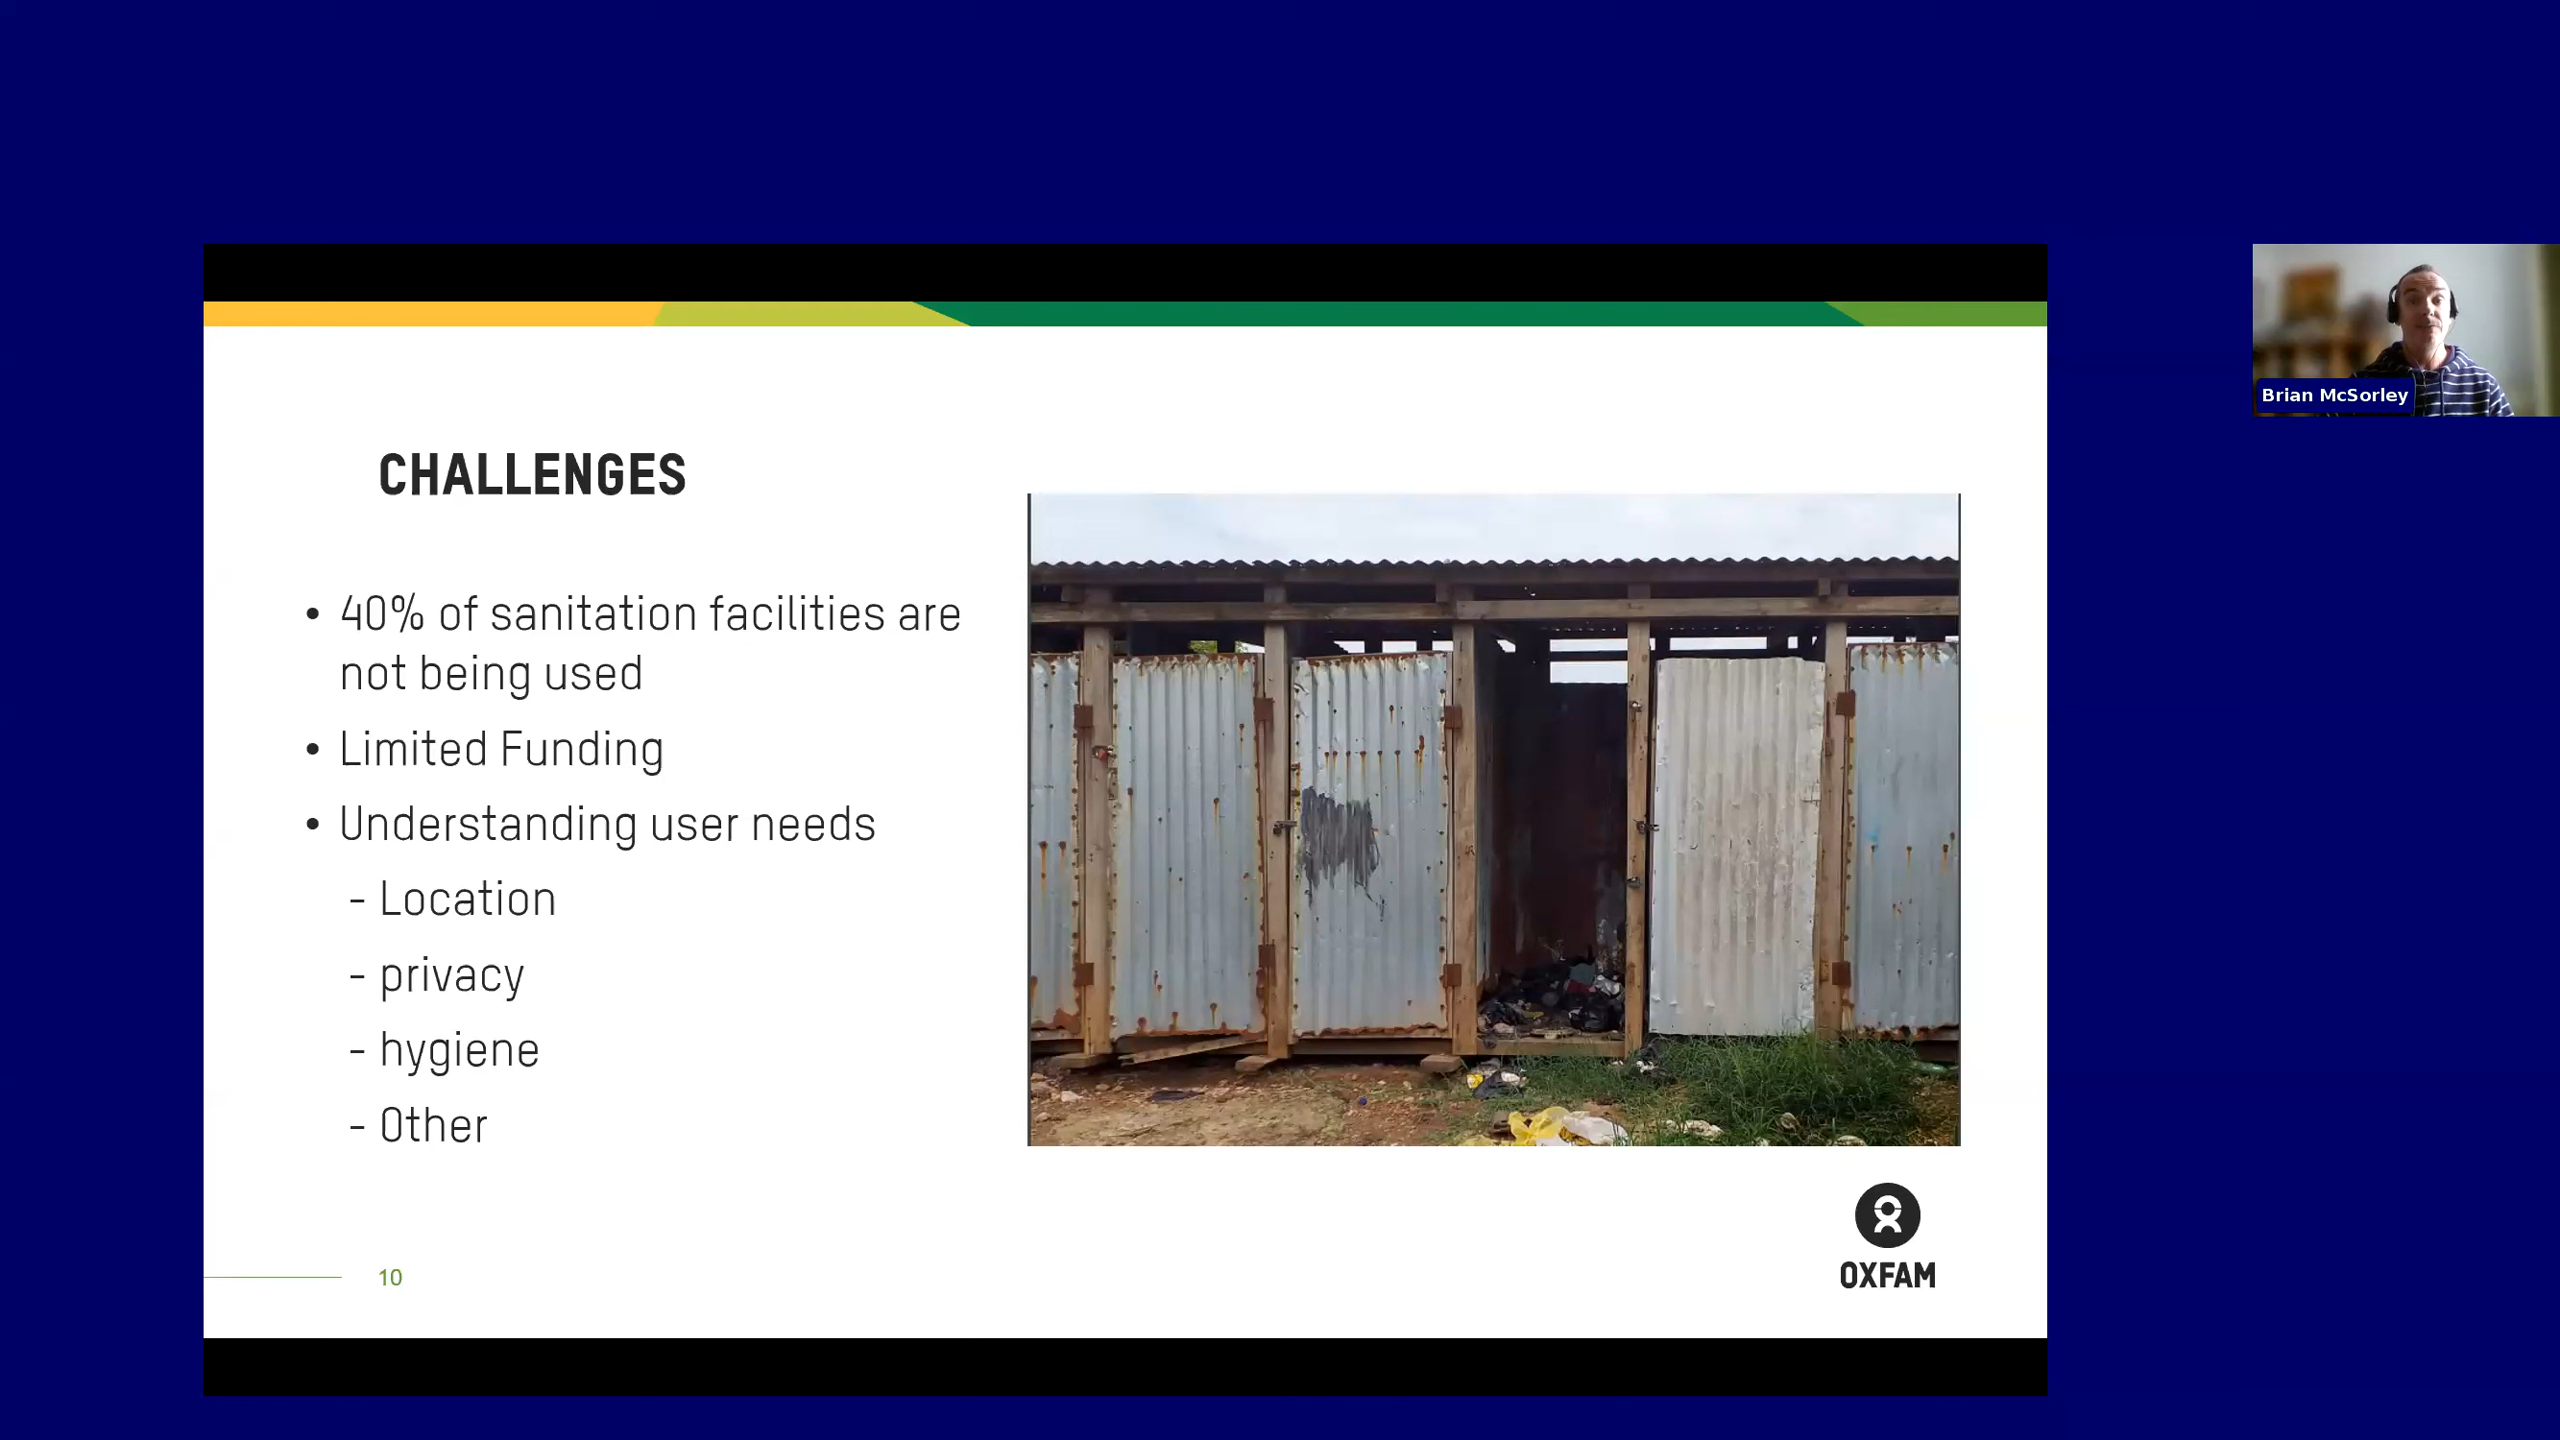 CHALLENGES
• 40% of sanitation facilities are
not being used
• Limited Funding
• Understanding user needs
- Location
- privacy
- hygiene
- Other
10
OXFAM
Brian McSorley